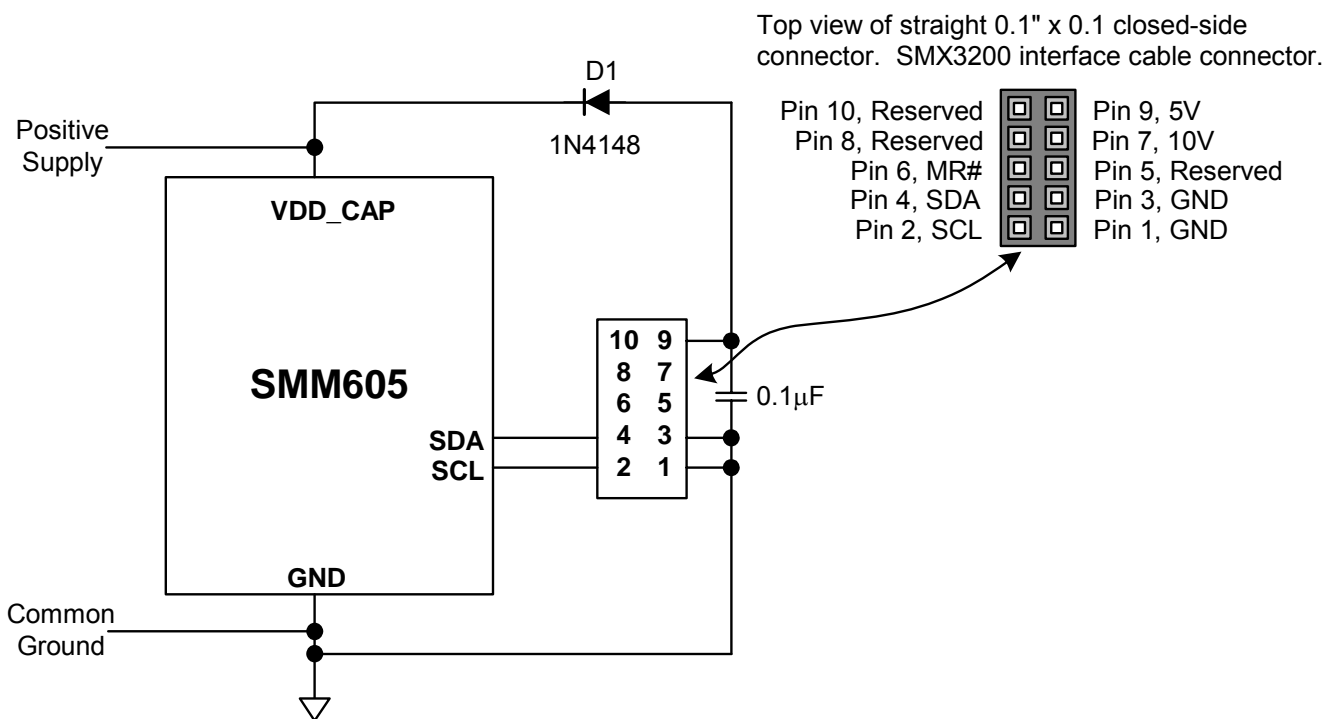 Top view of straight 0.1" x 0.1 closed-side
connector.  SMX3200 interface cable connector.
Pin 10, Reserved
Pin 9, 5V
Pin 8, Reserved
Pin 7, 10V
Pin 6, MR#
Pin 5, Reserved
Pin 4, SDA
Pin 3, GND
Pin 2, SCL
Pin 1, GND
D1
1N4148
Positive
Supply
VDD_CAP
SMM605
SDA
SCL
GND
10 9
8 7
6 5
4 3
2 1
0.1μF
Common
Ground